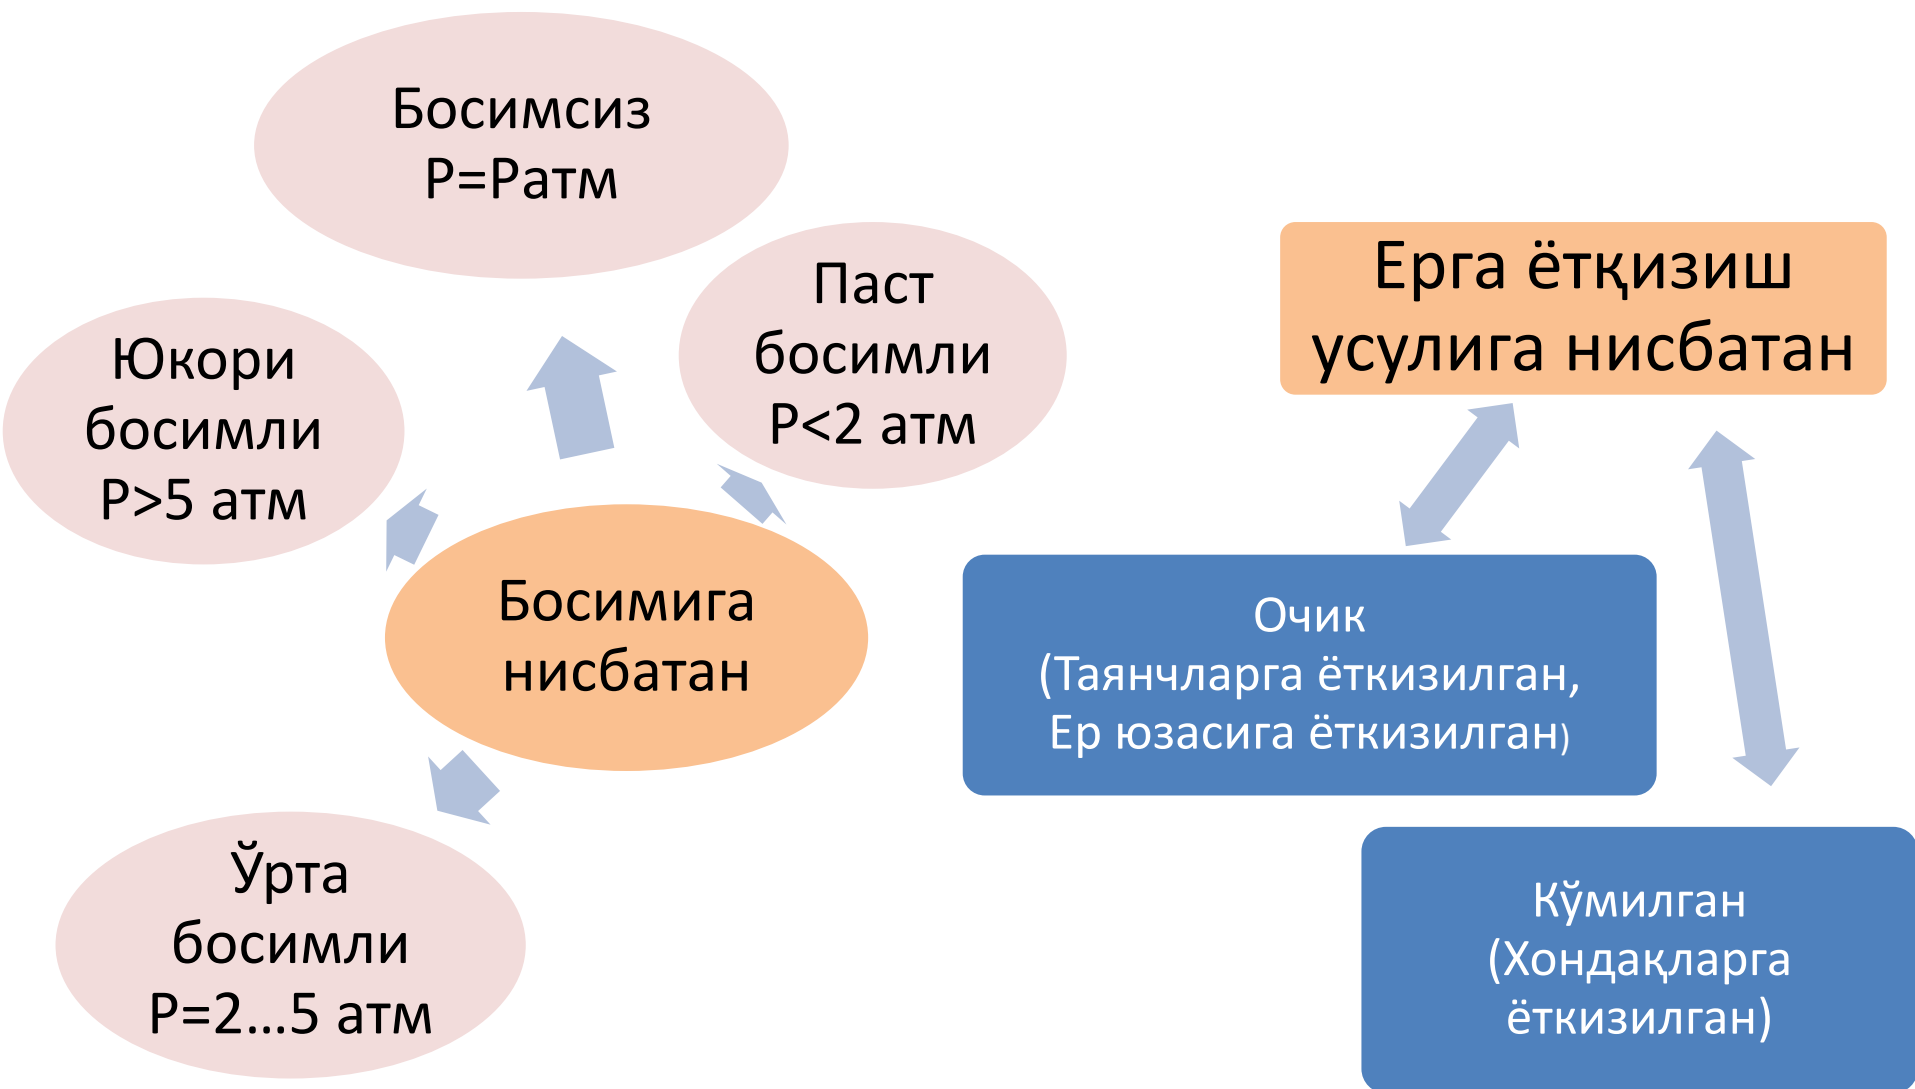 Босимсиз
P=Pатм
Паст
босимли
P<2 атм
Юкори
босимли
P>5 атм
Босимига
нисбатан
Ўрта
босимли
P=2...5 атм
Ерга ётқизиш
усулига нисбатан
Очик
(Таянчларга ёткизилган,
Ер юзасига ёткизилган)
Кўмилган
(Хондақларга
ёткизилган)